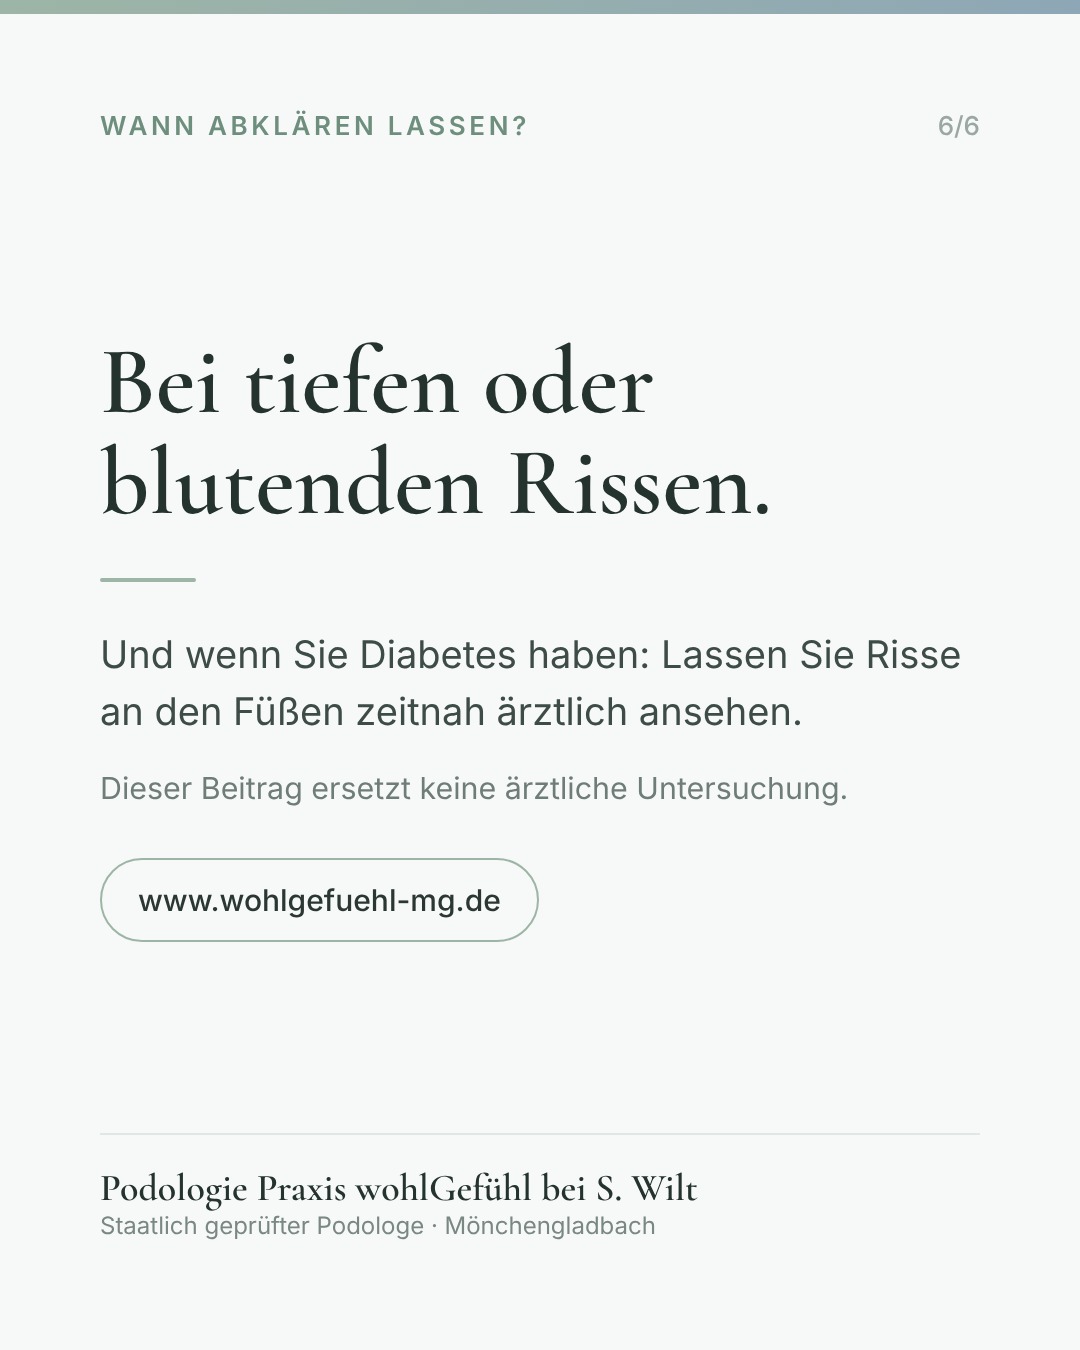 WANN ABKLÄREN LASSEN?
6/6
Bei tiefen oder
blutenden Rissen.
Und wenn Sie Diabetes haben: Lassen Sie Risse
an den Füßen zeitnah ärztlich ansehen.
Dieser Beitrag ersetzt keine ärztliche Untersuchung.
www.wohlgefuehl-mg.de
Podologie Praxis wohlGefühl bei S. Wilt
Staatlich geprüfter Podologe · Mönchengladbach